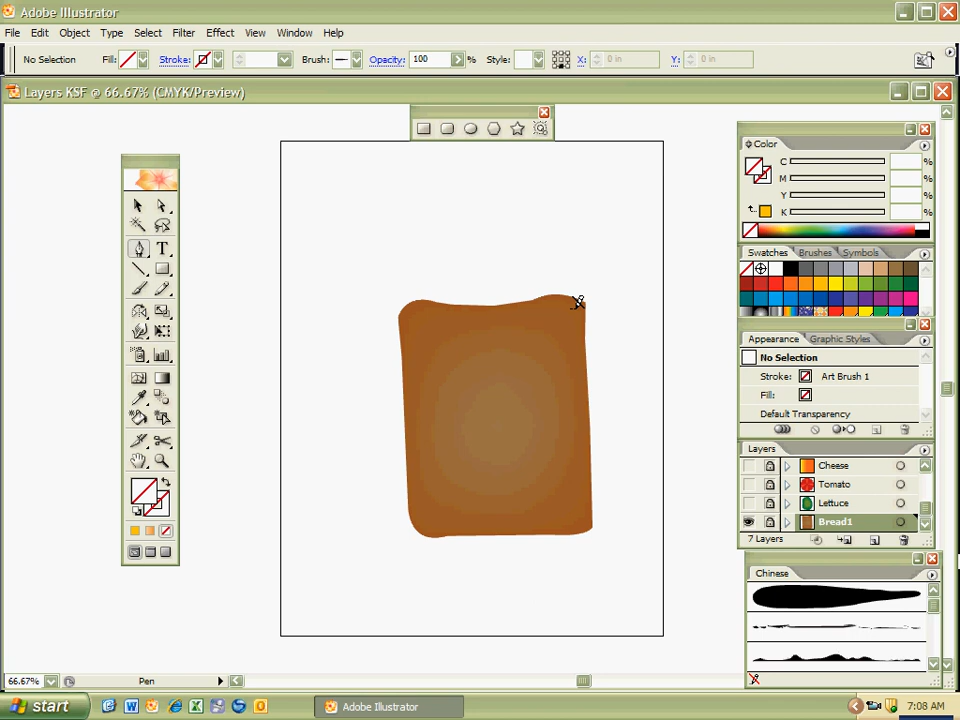 Adobe Illustrator
File Edit Object Type Select Filter Effect View Window Help
No Selection Fill: Stroke: Brush: Opacity: 100 % Style: X: 0 in Y: 0 in
Layers KSF @ 66.67% (CMYK/Preview)
Color
C %
M %
Y %
K %
Swatches Brushes Symbols
T
Appearance Graphic Styles
No Selection
Stroke: Art Brush 1
Fill:
Default Transparency
Layers
Cheese
Tomato
Lettuce
Bread1
7 Layers
Chinese
66.67% Pen
start Adobe Illustrator 7:08 AM